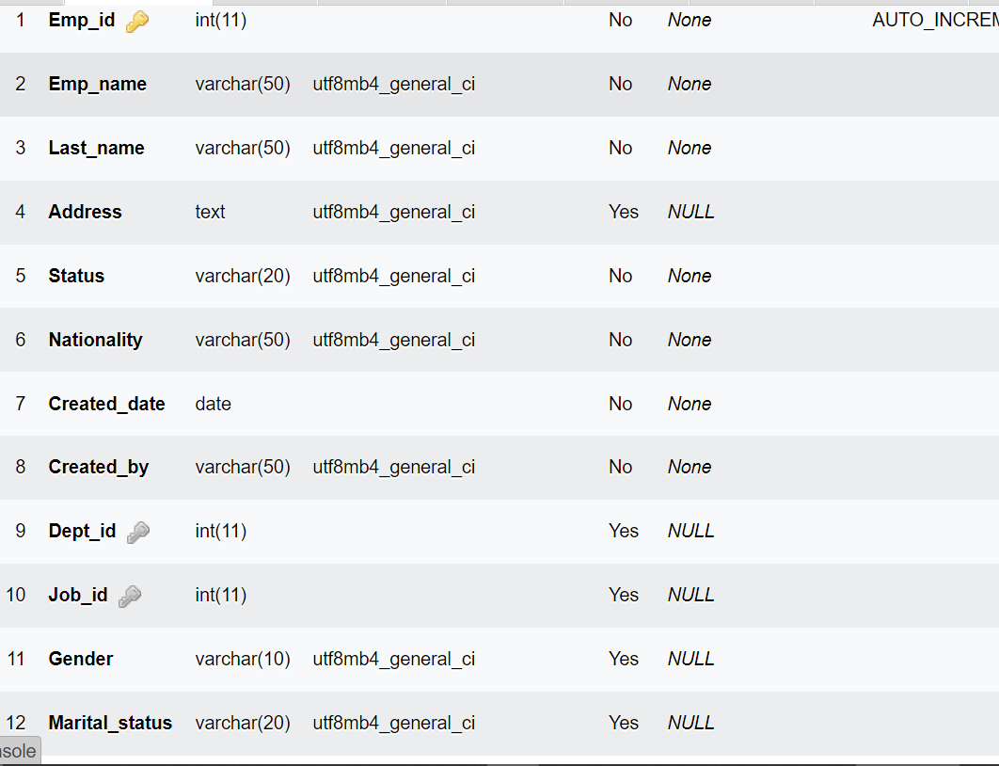 1 Emp_id int(11) No None AUTO_INCREM
2 Emp_name varchar(50) utf8mb4_general_ci No None
3 Last_name varchar(50) utf8mb4_general_ci No None
4 Address text utf8mb4_general_ci Yes NULL
5 Status varchar(20) utf8mb4_general_ci No None
6 Nationality varchar(50) utf8mb4_general_ci No None
7 Created_date date No None
8 Created_by varchar(50) utf8mb4_general_ci No None
9 Dept_id int(11) Yes NULL
10 Job_id int(11) Yes NULL
11 Gender varchar(10) utf8mb4_general_ci Yes NULL
12 Marital_status varchar(20) utf8mb4_general_ci Yes NULL
nsole